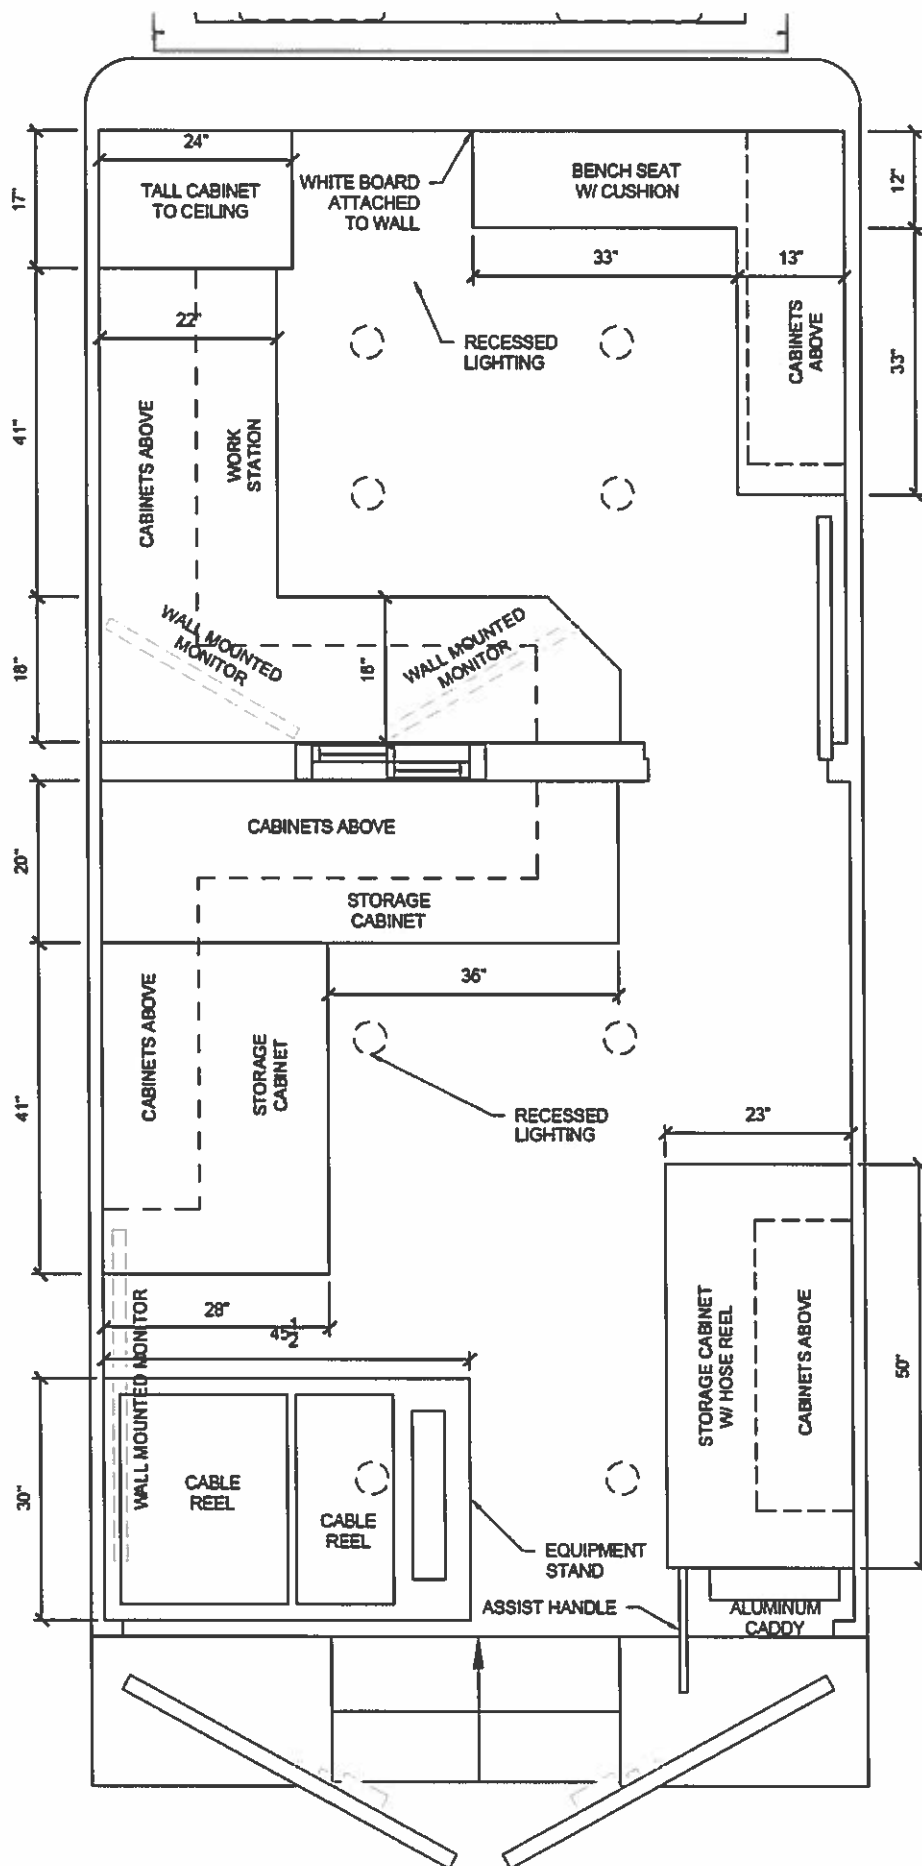 24"
17"
TALL CABINET
TO CEILING
WHITE BOARD
ATTACHED
TO WALL
BENCH SEAT
W/ CUSHION
12"
33"
13"
22"
RECESSED
LIGHTING
CABINETS
ABOVE
33"
41"
CABINETS ABOVE
WORK
STATION
WALL MOUNTED
MONITOR
WALL MOUNTED
MONITOR
18"
18"
CABINETS ABOVE
20"
STORAGE
CABINET
36"
CABINETS ABOVE
STORAGE
CABINET
41"
RECESSED
LIGHTING
23"
28"
45 1/2
WALL MOUNTED MONITOR
STORAGE CABINET
W/ HOSE REEL
CABINETS ABOVE
50"
30"
CABLE
REEL
CABLE
REEL
EQUIPMENT
STAND
ASSIST HANDLE
ALUMINUM
CADDY